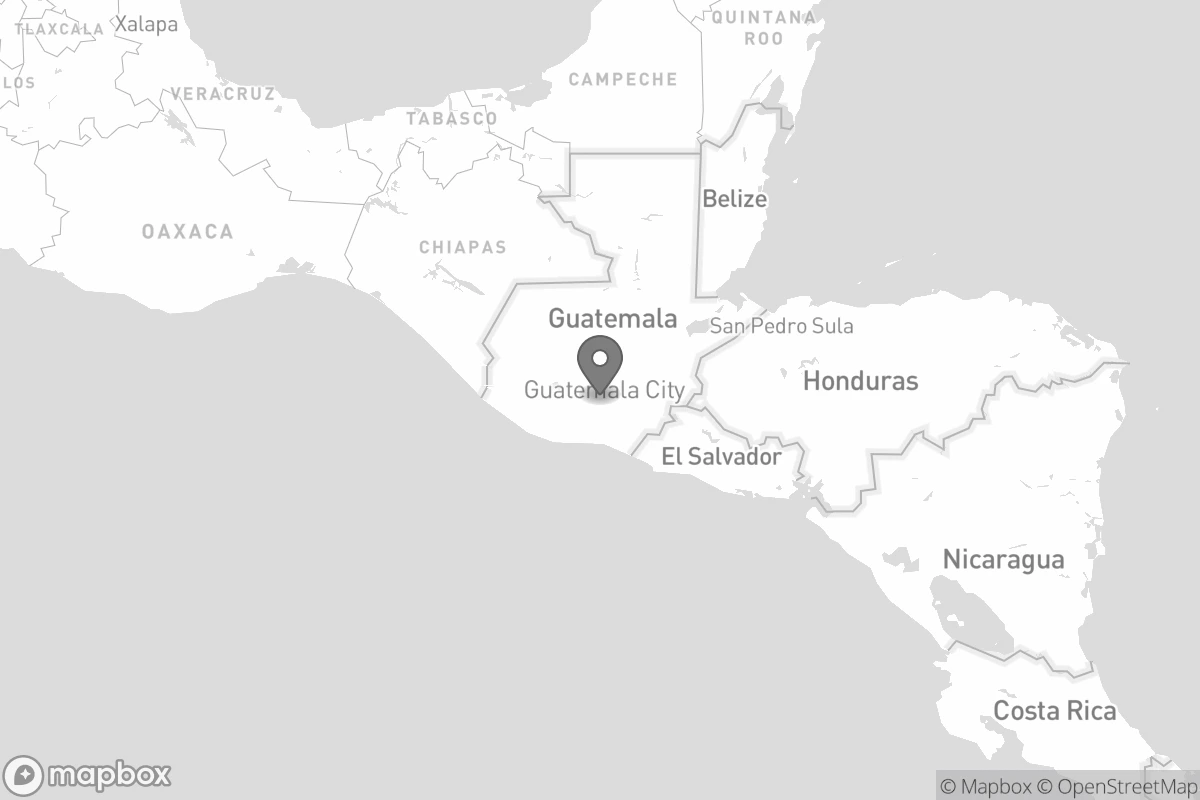 QUINTANA
ROO
TLAXCALA
Xalapa
LOS
CAMPECHE
VERACRUZ
TABASCO
Belize
OAXACA
CHIAPAS
Guatemala
San Pedro Sula
Honduras
Guatemala City
El Salvador
Nicaragua
Costa Rica
mapbox
© Mapbox © OpenStreetMap